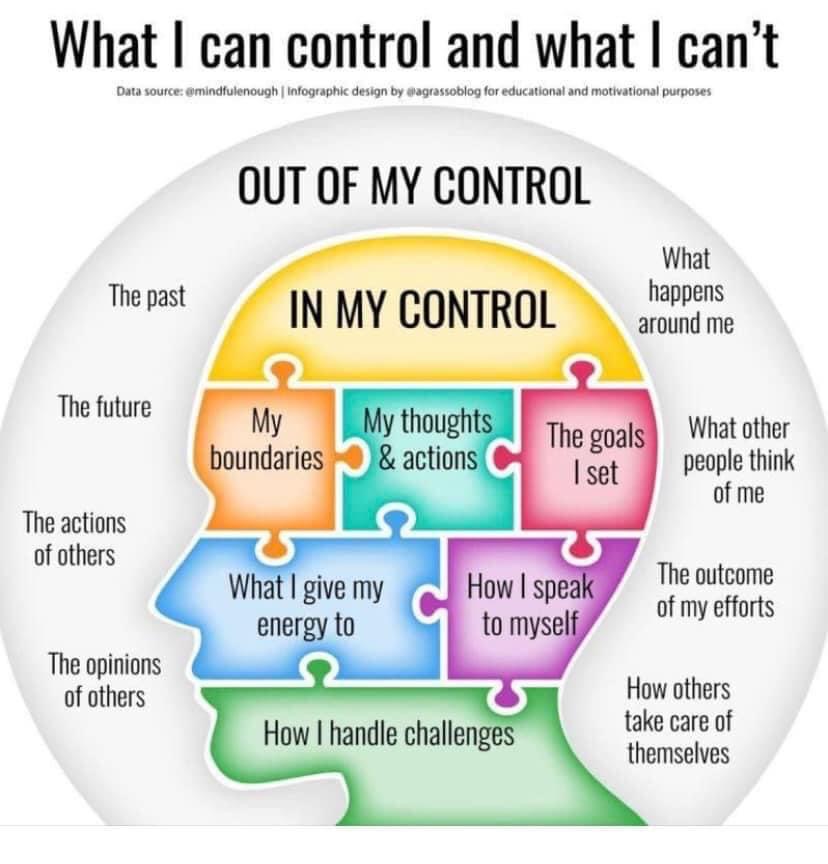 What I can control and what I can't
Data source: @mindfulenough | Infographic design by @agrassoblog for educational and motivational purposes
OUT OF MY CONTROL
What
happens
around me
The past
IN MY CONTROL
The future
My
boundaries
My thoughts
& actions
The goals
I set
What other
people think
of me
The actions
of others
What I give my
energy to
How I speak
to myself
The outcome
of my efforts
The opinions
of others
How I handle challenges
How others
take care of
themselves